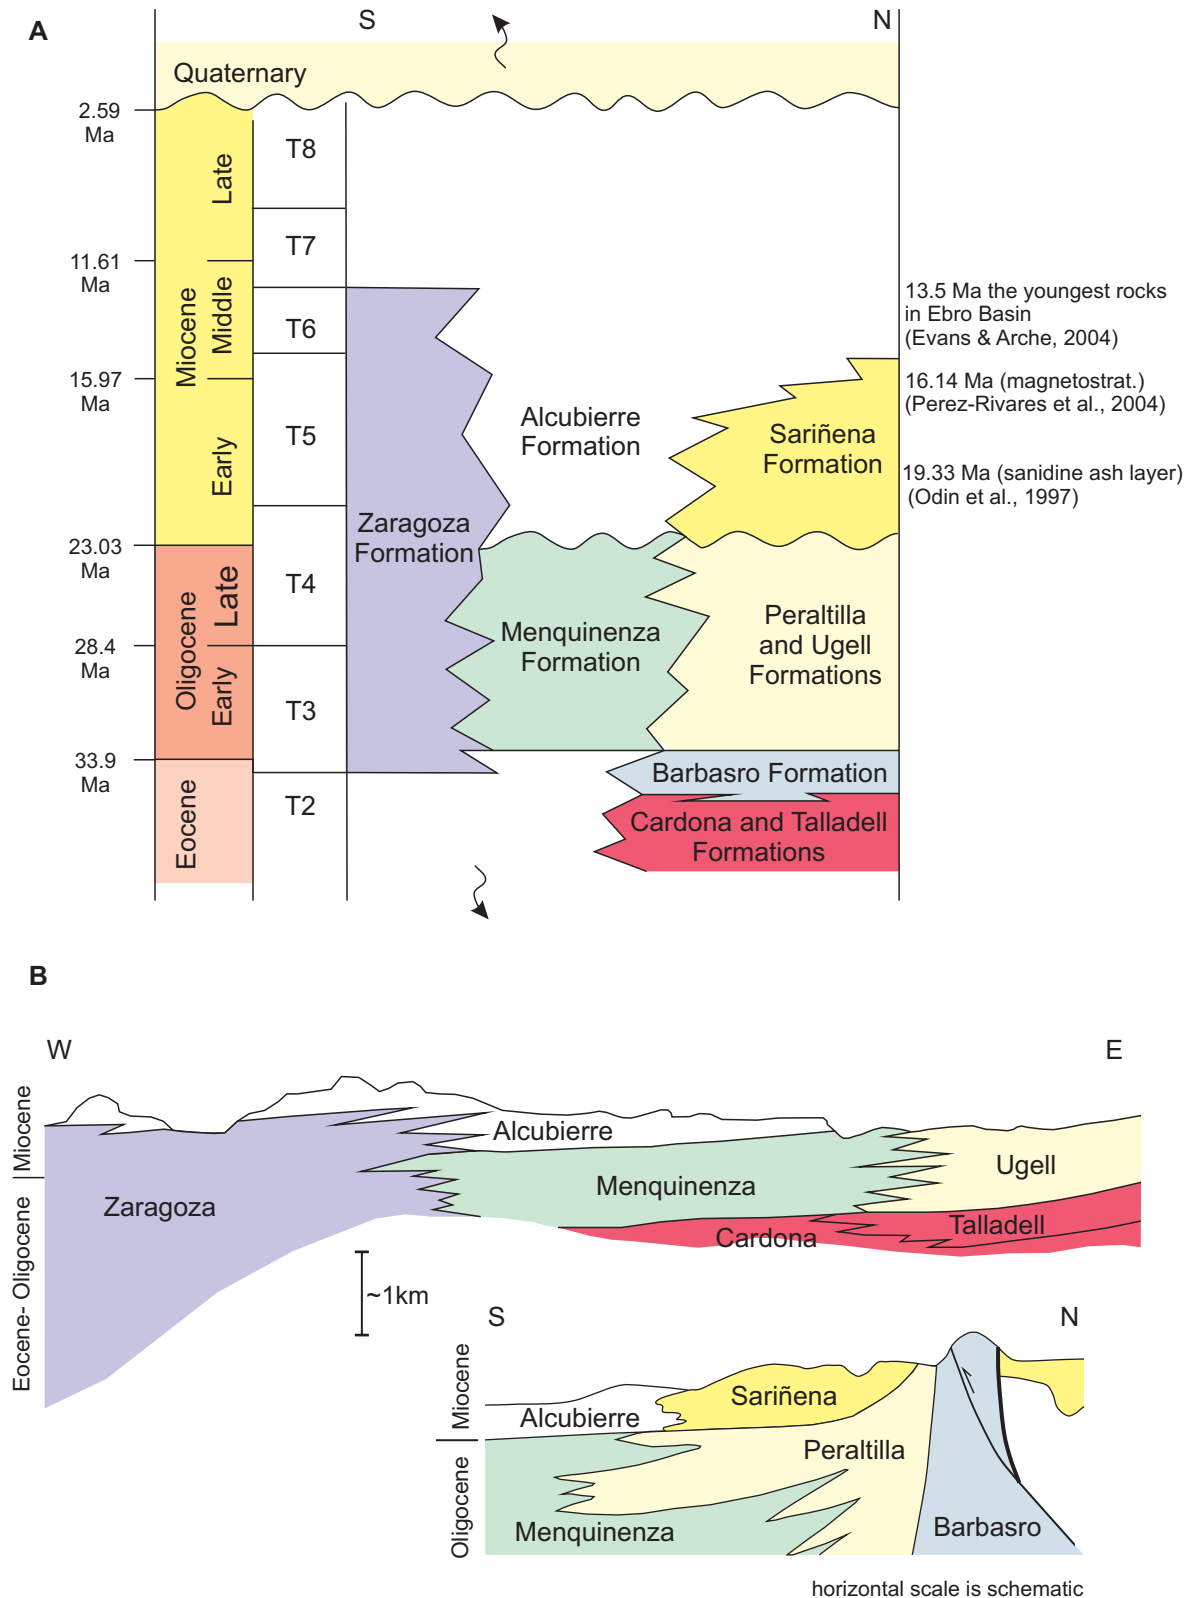 A
S
N
Quaternary
2.59
Ma
Late
T8
T7
11.61
Ma
Miocene
Middle
T6
13.5 Ma the youngest rocks
in Ebro Basin
(Evans & Arche, 2004)
15.97
Ma
16.14 Ma (magnetostrat.)
(Perez-Rivares et al., 2004)
Early
T5
Alcubierre
Formation
Sariñena
Formation
19.33 Ma (sanidine ash layer)
(Odin et al., 1997)
Zaragoza
Formation
23.03
Ma
Oligocene
Late
T4
Menquinenza
Formation
Peraltilla
and Ugell
Formations
28.4
Ma
Early
T3
33.9
Ma
Barbasro Formation
Eocene
T2
Cardona and Talladell
Formations
B
W
E
Miocene
Alcubierre
Ugell
Menquinenza
Zaragoza
Eocene- Oligocene
Talladell
Cardona
~1km
S
N
Miocene
Sariñena
Alcubierre
Peraltilla
Oligocene
Menquinenza
Barbasro
horizontal scale is schematic